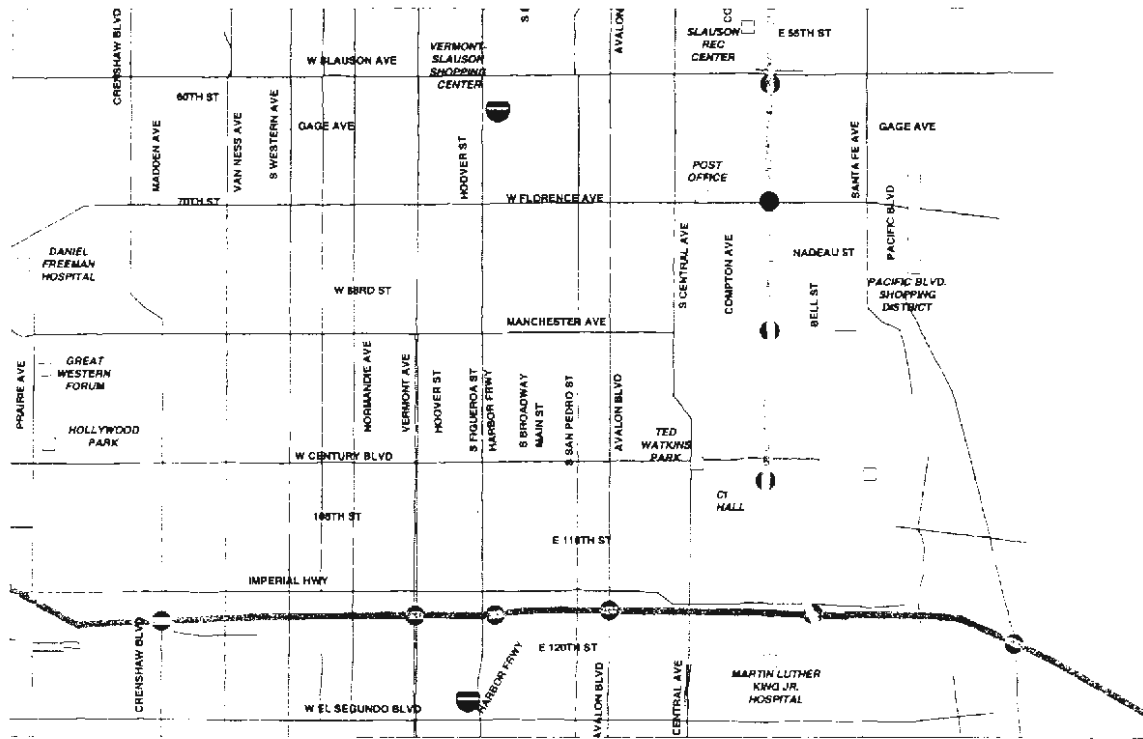 CRENSHAW BLVD
AVALON
E 55TH ST
SLAUSON
REC
CENTER
VERMONT-
SLAUSON
SHOPPING
CENTER
W SLAUSON AVE
60TH ST
MADDEN AVE
VAN NESS AVE
S WESTERN AVE
GAGE AVE
HOOVER ST
SANTA FE AVE
GAGE AVE
POST
OFFICE
70TH ST
W FLORENCE AVE
PACIFIC BLVD
DANIEL
FREEMAN
HOSPITAL
S CENTRAL AVE
COMPTON AVE
NADEAU ST
BELL ST
PACIFIC BLVD.
SHOPPING
DISTRICT
W 83RD ST
MANCHESTER AVE
PRAIRIE AVE
GREAT
WESTERN
FORUM
NORMANDIE AVE
VERMONT AVE
HOOVER ST
S FIGUEROA ST
HARBOR FRWY
S BROADWAY
MAIN ST
S SAN PEDRO ST
AVALON BLVD
HOLLYWOOD
PARK
TED
WATKINS
PARK
W CENTURY BLVD
HALL
108TH ST
E 110TH ST
IMPERIAL HWY
CRENSHAW BLVD
E 120TH ST
HARBOR FRWY
AVALON BLVD
CENTRAL AVE
MARTIN LUTHER
KING JR.
HOSPITAL
W EL SEGUNDO BLVD